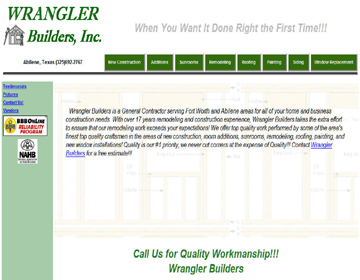 WRANGLER
Builders, Inc.
When You Want It Done Right the First Time!!!
Abilene, Texas (325)692-3767
New Construction
Additions
Sunrooms
Remodeling
Roofing
Painting
Siding
Window Replacement
Testimonials
Pictures
Contact Us!
Vendors
BBBOnLine
RELIABILITY
PROGRAM
NAHB
Wrangler Builders is a General Contractor serving Fort Worth and Abilene areas for all of your home and business
construction needs. With over 17 years remodeling and construction experience, Wrangler Builders takes the extra effort
to ensure that our remodeling work exceeds your expectations! We offer top quality work performed by some of the area's
finest top quality craftsmen in the areas of new construction, room additions, sunrooms, remodeling, roofing, painting, and
new window installations! Quality is our #1 priority, so we never cut corners at the expense of Quality!!! Contact Wrangler
Builders for a free estimate!!!
Call Us for Quality Workmanship!!!
Wrangler Builders